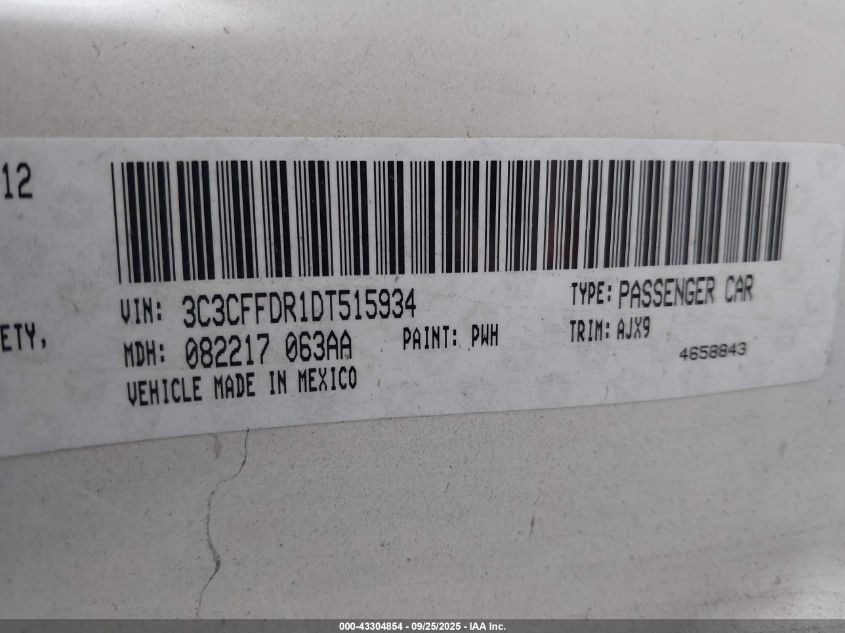 12
ETY,
VIN: 3C3CFFDR1DT515934
TYPE: PASSENGER CAR
MDH: 082217 063AA
PAINT: PWH
TRIM: AJX9
4658843
VEHICLE MADE IN MEXICO
000-43304854 - 09/25/2025 - IAA Inc.